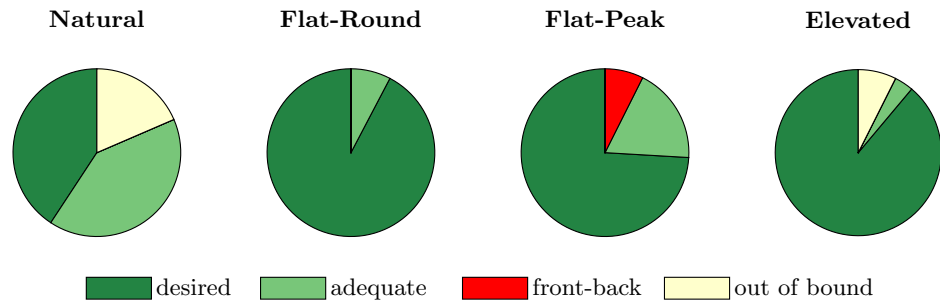 Natural Flat-Round Flat-Peak Elevated
desired adequate front-back out of bound